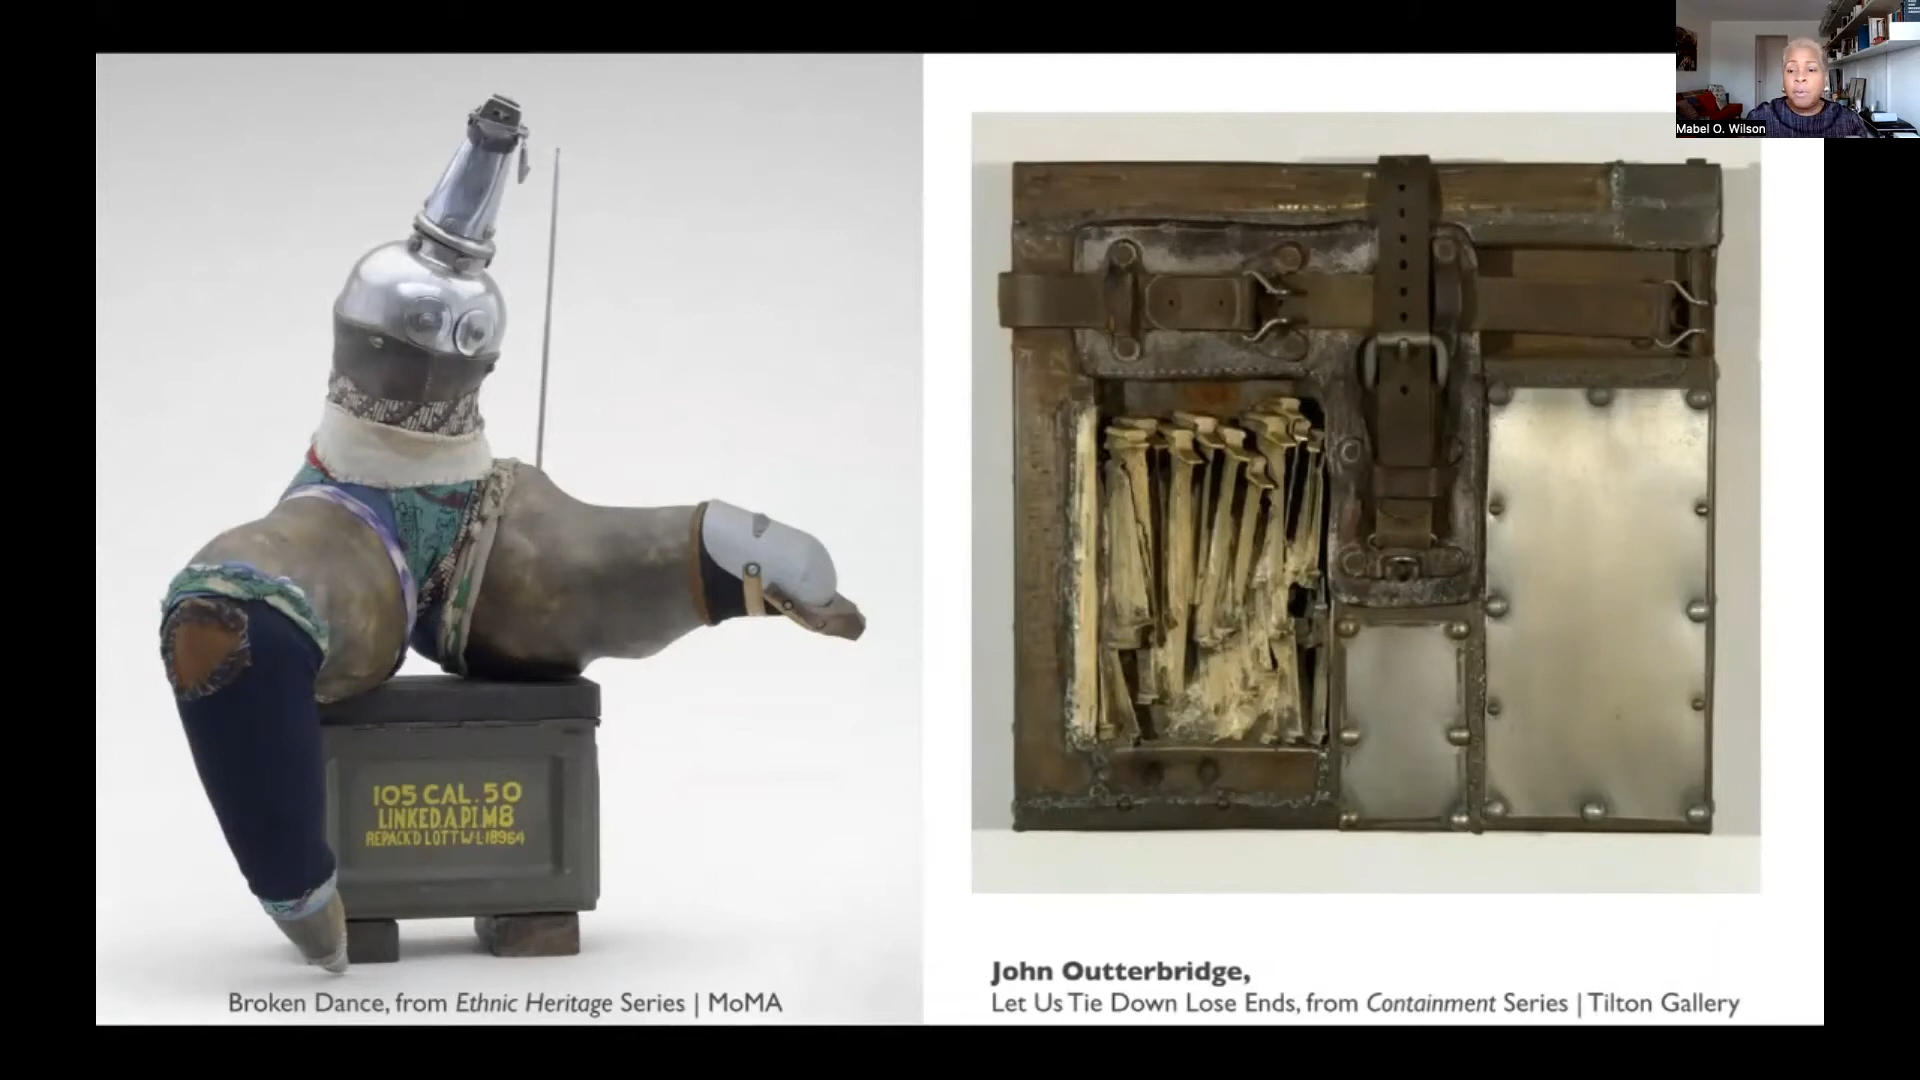 Mabel O. Wilson
105 CAL .50
LINKED A.P.I. M8
REPACK'D LOT TW-L 18964
Broken Dance, from Ethnic Heritage Series | MoMA
John Outterbridge,
Let Us Tie Down Lose Ends, from Containment Series | Tilton Gallery